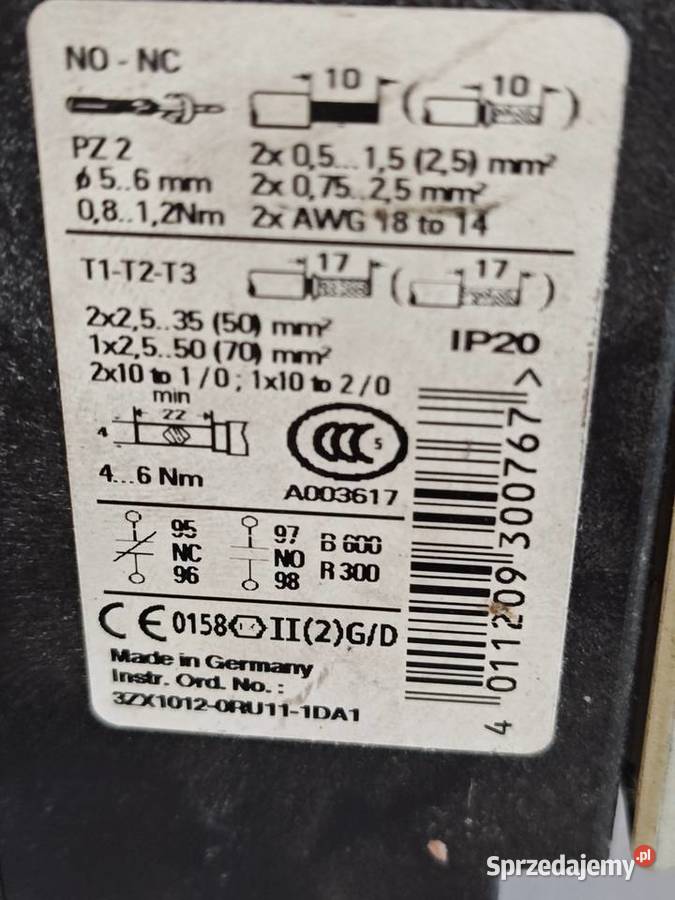 NO - NC
10 ( 10 )
PZ 2
ø 5..6 mm
0,8..1,2Nm
2x 0,5...1,5 (2,5) mm²
2x 0,75..2,5 mm²
2x AWG 18 to 14
T1-T2-T3
17 ( 17 )
2x2,5..35 (50) mm²
1x2,5..50 (70) mm²
2x10 to 1/0 ; 1x10 to 2/0
IP20
min
22
4
4...6 Nm
CCC S
A003617
95
NC
96
97
NO
98
B 600
R 300
CE 0158 Ex II(2)G/D
Made in Germany
Instr. Ord. No. :
3ZX1012-0RU11-1DA1
4 011209 300767 >
Sprzedajemy.pl